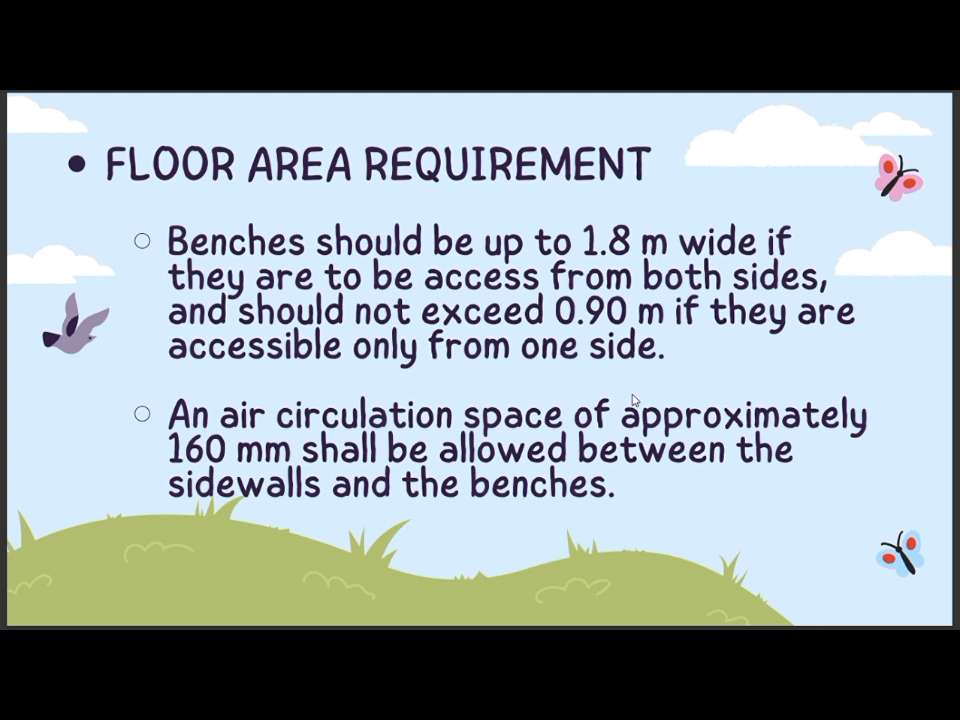 • FLOOR AREA REQUIREMENT
○ Benches should be up to 1.8 m wide if
they are to be access from both sides,
and should not exceed 0.90 m if they are
accessible only from one side.
○ An air circulation space of approximately
160 mm shall be allowed between the
sidewalls and the benches.